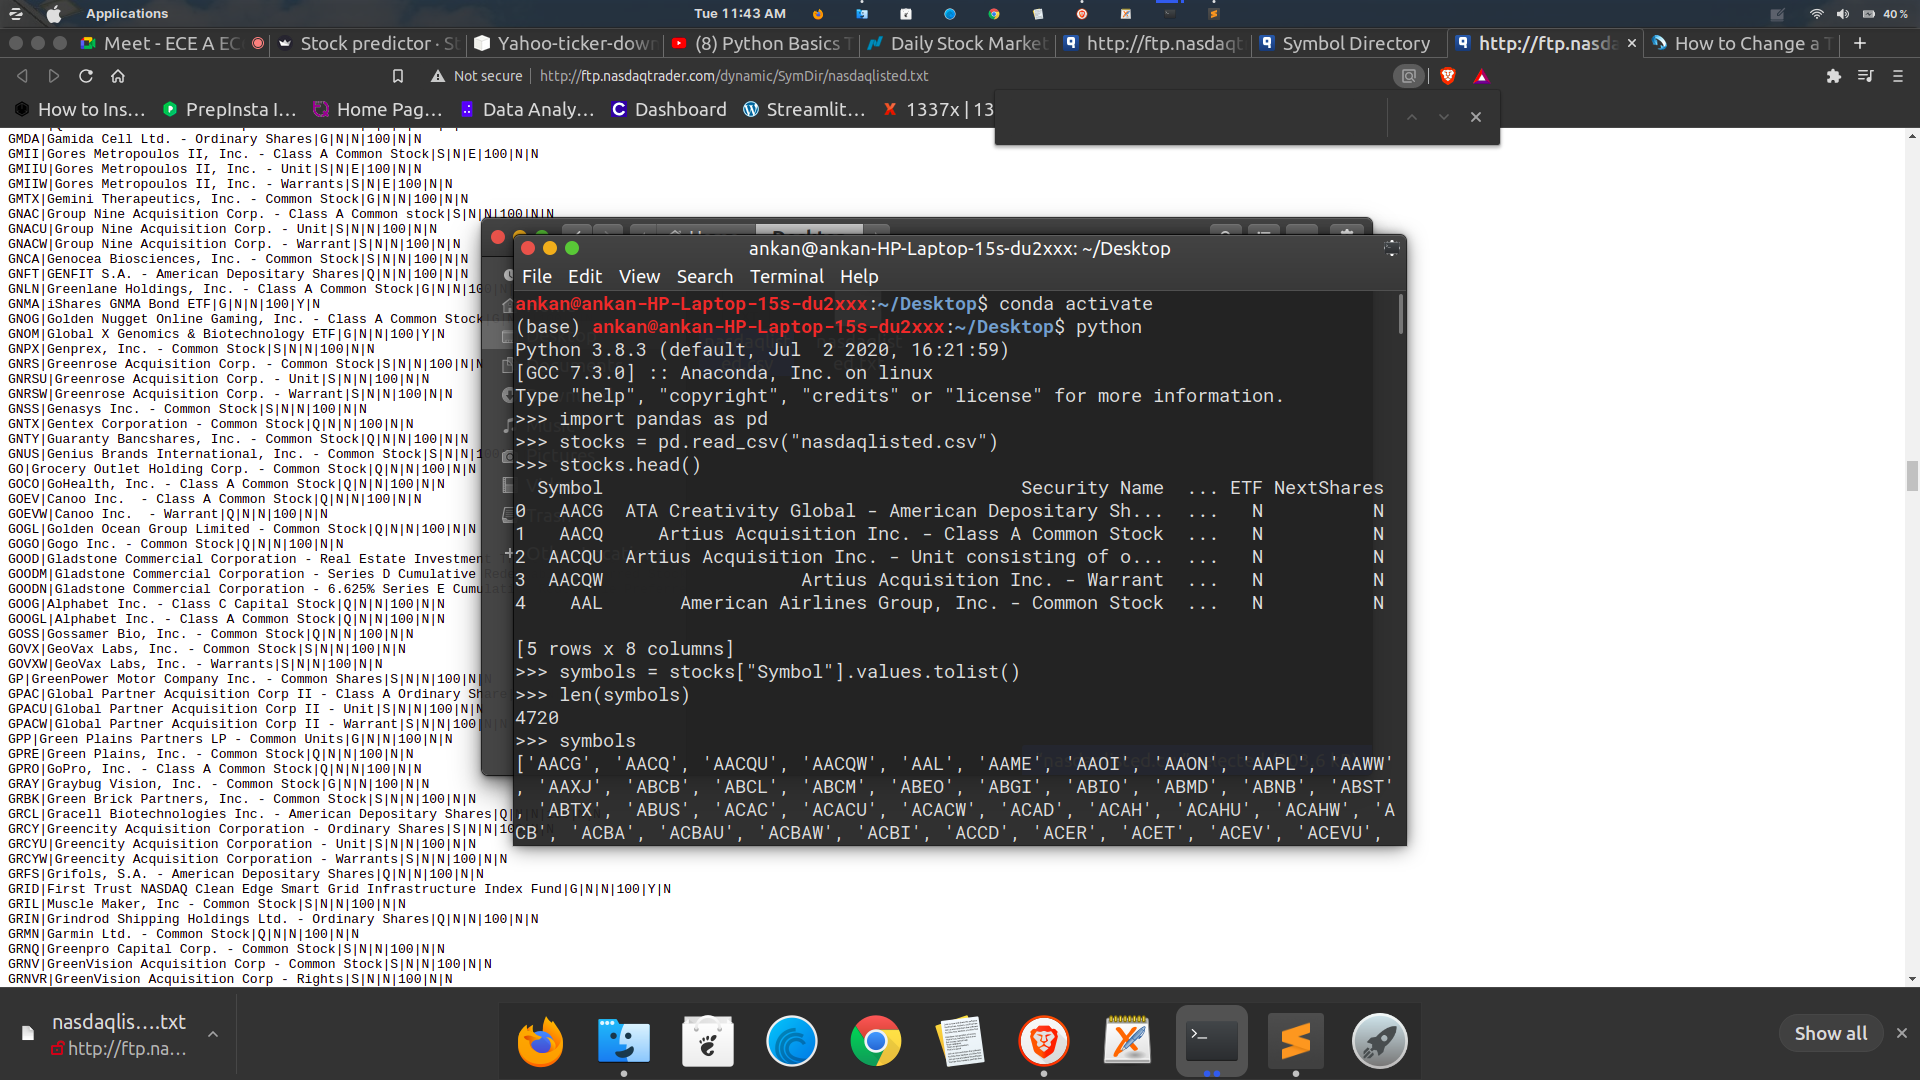 Applications
Tue 11:43 AM
40%
Meet - ECE A EC
Stock predictor · St
Yahoo-ticker-dow
(8) Python Basics T
Daily Stock Market
http://ftp.nasdaqt
Symbol Directory
http://ftp.nasda
How to Change a T
Not secure
http://ftp.nasdaqtrader.com/dynamic/SymDir/nasdaqlisted.txt
How to Ins...
PrepInsta I...
Home Pag...
Data Analy...
Dashboard
Streamlit...
1337x | 13
GMDA|Gamida Cell Ltd. - Ordinary Shares|G|N|N|100|N|N
GMII|Gores Metropoulos II, Inc. - Class A Common Stock|S|N|E|100|N|N
GMIIU|Gores Metropoulos II, Inc. - Unit|S|N|E|100|N|N
GMIIW|Gores Metropoulos II, Inc. - Warrants|S|N|E|100|N|N
GMTX|Gemini Therapeutics, Inc. - Common Stock|G|N|N|100|N|N
GNAC|Group Nine Acquisition Corp. - Class A Common stock|S|N|N|100|N|N
GNACU|Group Nine Acquisition Corp. - Unit|S|N|N|100|N|N
GNACW|Group Nine Acquisition Corp. - Warrant|S|N|N|100|N|N
GNCA|Genocea Biosciences, Inc. - Common Stock|S|N|N|100|N|N
GNFT|GENFIT S.A. - American Depositary Shares|Q|N|N|100|N|N
GNLN|Greenlane Holdings, Inc. - Class A Common Stock|G|N|N|100|N|N
GNMA|iShares GNMA Bond ETF|G|N|N|100|Y|N
GNOG|Golden Nugget Online Gaming, Inc. - Class A Common Stock
GNOM|Global X Genomics & Biotechnology ETF|G|N|N|100|Y|N
GNPX|Genprex, Inc. - Common Stock|S|N|N|100|N|N
GNRS|Greenrose Acquisition Corp. - Common Stock|S|N|N|100|N|N
GNRSU|Greenrose Acquisition Corp. - Unit|S|N|N|100|N|N
GNRSW|Greenrose Acquisition Corp. - Warrant|S|N|N|100|N|N
GNSS|Genasys Inc. - Common Stock|S|N|N|100|N|N
GNTX|Gentex Corporation - Common Stock|Q|N|N|100|N|N
GNTY|Guaranty Bancshares, Inc. - Common Stock|Q|N|N|100|N|N
GNUS|Genius Brands International, Inc. - Common Stock|S|N|N|100
GO|Grocery Outlet Holding Corp. - Common Stock|Q|N|N|100|N|N
GOCO|GoHealth, Inc. - Class A Common Stock|Q|N|N|100|N|N
GOEV|Canoo Inc.  - Class A Common Stock|Q|N|N|100|N|N
GOEVW|Canoo Inc.  - Warrant|Q|N|N|100|N|N
GOGL|Golden Ocean Group Limited - Common Stock|Q|N|N|100|N|N
GOGO|Gogo Inc. - Common Stock|Q|N|N|100|N|N
GOOD|Gladstone Commercial Corporation - Real Estate Investment
GOODM|Gladstone Commercial Corporation - Series D Cumulative
GOODN|Gladstone Commercial Corporation - 6.625% Series E
GOOG|Alphabet Inc. - Class C Capital Stock|Q|N|N|100|N|N
GOOGL|Alphabet Inc. - Class A Common Stock|Q|N|N|100|N|N
GOSS|Gossamer Bio, Inc. - Common Stock|Q|N|N|100|N|N
GOVX|GeoVax Labs, Inc. - Common Stock|S|N|N|100|N|N
GOVXW|GeoVax Labs, Inc. - Warrants|S|N|N|100|N|N
GP|GreenPower Motor Company Inc. - Common Shares|S|N|N|100|N|N
GPAC|Global Partner Acquisition Corp II - Class A Ordinary
GPACU|Global Partner Acquisition Corp II - Unit|S|N|N|100|N|N
GPACW|Global Partner Acquisition Corp II - Warrant|S|N|N|100|N
GPP|Green Plains Partners LP - Common Units|G|N|N|100|N|N
GPRE|Green Plains, Inc. - Common Stock|Q|N|N|100|N|N
GPRO|GoPro, Inc. - Class A Common Stock|Q|N|N|100|N|N
GRAY|Graybug Vision, Inc. - Common Stock|G|N|N|100|N|N
GRBK|Green Brick Partners, Inc. - Common Stock|S|N|N|100|N|N
GRCL|Gracell Biotechnologies Inc. - American Depositary Shares|Q
GRCY|Greencity Acquisition Corporation - Ordinary Shares|S|N|N|100
GRCYU|Greencity Acquisition Corporation - Unit|S|N|N|100|N|N
GRCYW|Greencity Acquisition Corporation - Warrants|S|N|N|100|N|N
GRFS|Grifols, S.A. - American Depositary Shares|Q|N|N|100|N|N
GRID|First Trust NASDAQ Clean Edge Smart Grid Infrastructure Index Fund|G|N|N|100|Y|N
GRIL|Muscle Maker, Inc - Common Stock|S|N|N|100|N|N
GRIN|Grindrod Shipping Holdings Ltd. - Ordinary Shares|Q|N|N|100|N|N
GRMN|Garmin Ltd. - Common Stock|Q|N|N|100|N|N
GRNQ|Greenpro Capital Corp. - Common Stock|S|N|N|100|N|N
GRNV|GreenVision Acquisition Corp - Common Stock|S|N|N|100|N|N
GRNVR|GreenVision Acquisition Corp - Rights|S|N|N|100|N|N
ankan@ankan-HP-Laptop-15s-du2xxx: ~/Desktop
File Edit View Search Terminal Help
ankan@ankan-HP-Laptop-15s-du2xxx:~/Desktop$ conda activate
(base) ankan@ankan-HP-Laptop-15s-du2xxx:~/Desktop$ python
Python 3.8.3 (default, Jul  2 2020, 16:21:59)
[GCC 7.3.0] :: Anaconda, Inc. on linux
Type "help", "copyright", "credits" or "license" for more information.
>>> import pandas as pd
>>> stocks = pd.read_csv("nasdaqlisted.csv")
>>> stocks.head()
Symbol Security Name ... ETF NextShares
0 AACG ATA Creativity Global - American Depositary Sh... ... N N
1 AACQ Artius Acquisition Inc. - Class A Common Stock ... N N
2 AACQU Artius Acquisition Inc. - Unit consisting of o... ... N N
3 AACQW Artius Acquisition Inc. - Warrant ... N N
4 AAL American Airlines Group, Inc. - Common Stock ... N N
[5 rows x 8 columns]
>>> symbols = stocks["Symbol"].values.tolist()
>>> len(symbols)
4720
>>> symbols
['AACG', 'AACQ', 'AACQU', 'AACQW', 'AAL', 'AAME', 'AAOI', 'AAON', 'AAPL', 'AAWW'
, 'AAXJ', 'ABCB', 'ABCL', 'ABCM', 'ABEO', 'ABGI', 'ABIO', 'ABMD', 'ABNB', 'ABST'
, 'ABTX', 'ABUS', 'ACAC', 'ACACU', 'ACACW', 'ACAD', 'ACAH', 'ACAHU', 'ACAHW', 'A
CB', 'ACBA', 'ACBAU', 'ACBAW', 'ACBI', 'ACCD', 'ACER', 'ACET', 'ACEV', 'ACEVU',
nasdaqlis....txt
http://ftp.na...
Show all